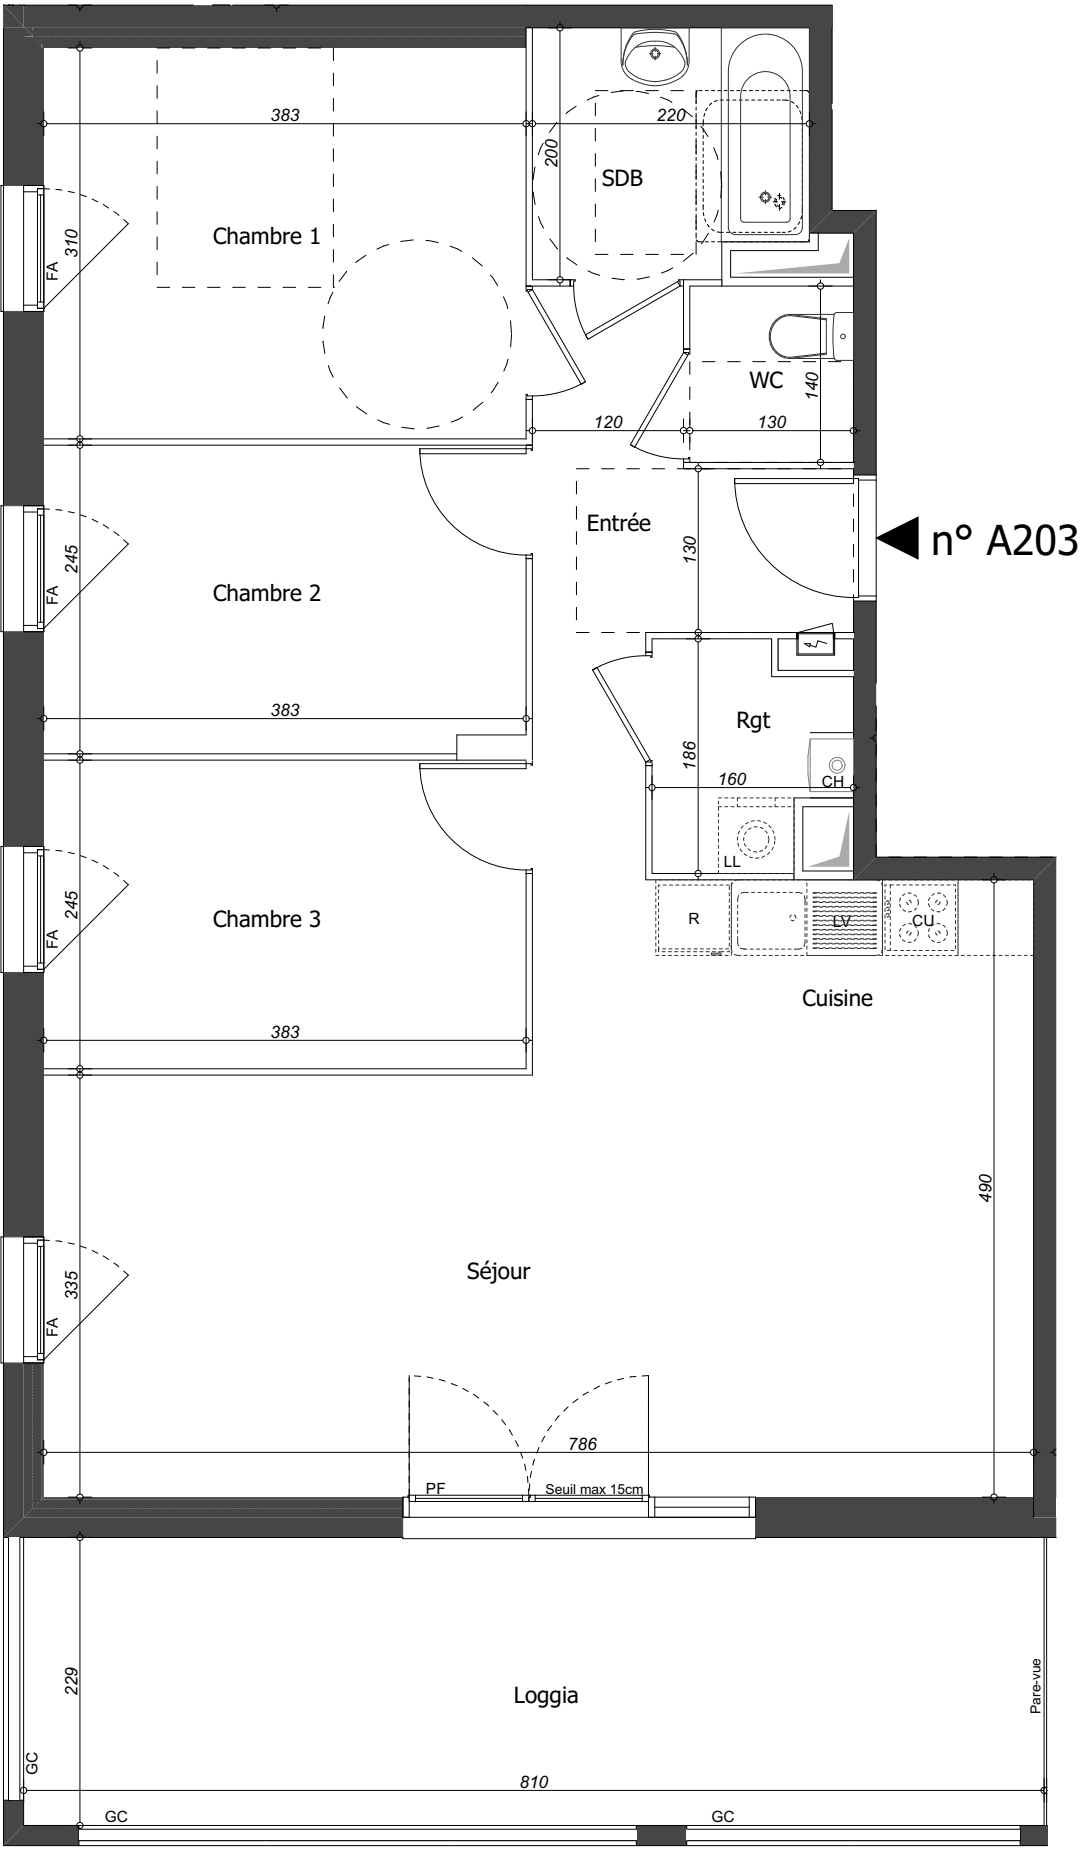 383
220
200
SDB
Chambre 1
310
FA
WC
140
120
130
Entrée
130
n° A203
245
FA
Chambre 2
383
Rgt
186
160
CH
LL
245
FA
Chambre 3
R
LV
CU
Cuisine
383
490
Séjour
335
FA
786
PF
Seuil max 15cm
229
Loggia
Pare-vue
GC
810
GC
GC